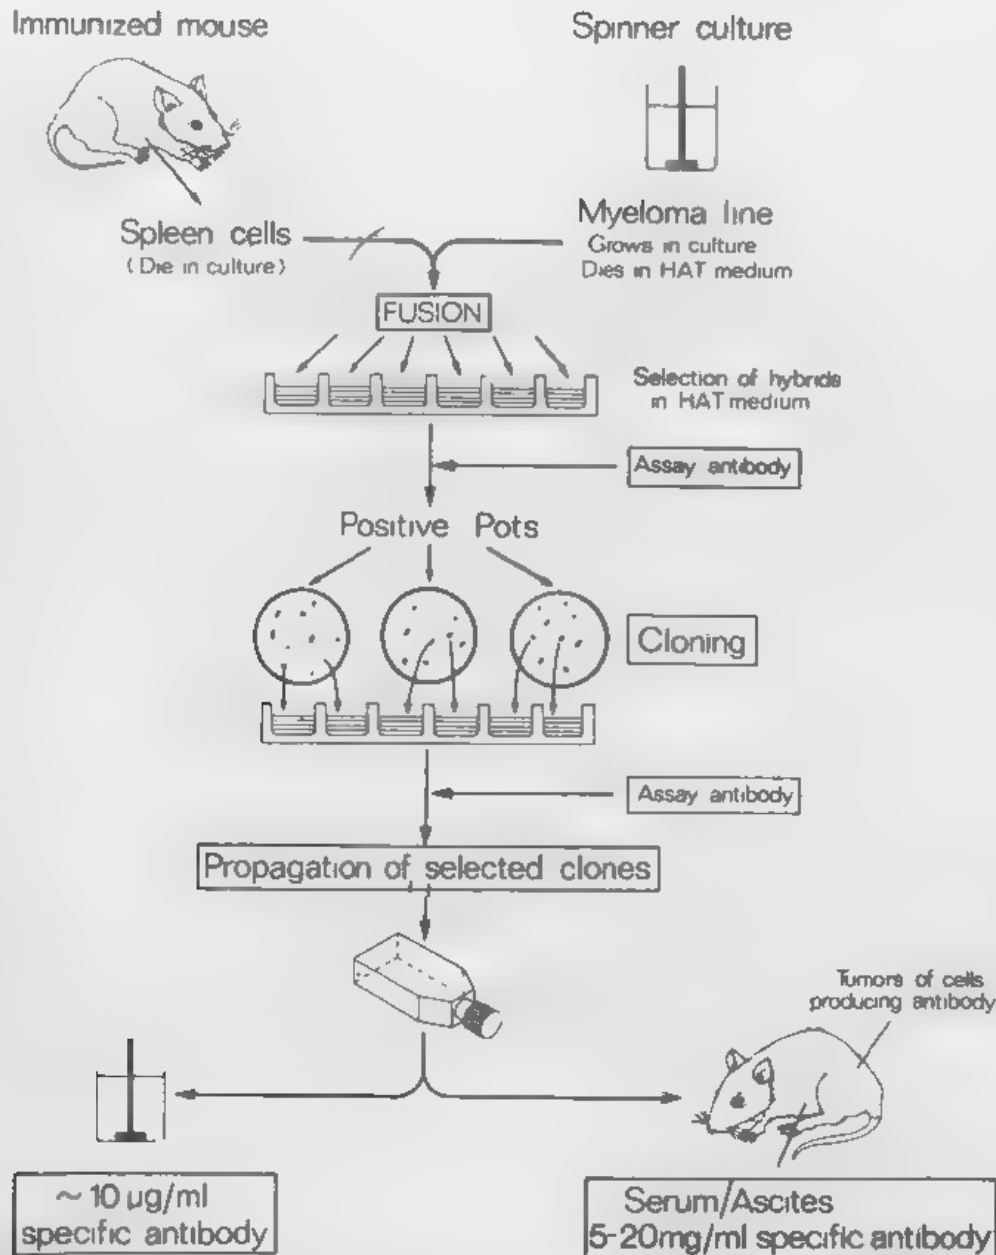 Immunized mouse
Spinner culture
Spleen cells
(Die in culture)
Myeloma line
Grows in culture
Dies in HAT medium
FUSION
Selection of hybrids
in HAT medium
Assay antibody
Positive Pots
Cloning
Assay antibody
Propagation of selected clones
Tumors of cells
producing antibody
~10 µg/ml
specific antibody
Serum/Ascites
5-20mg/ml specific antibody